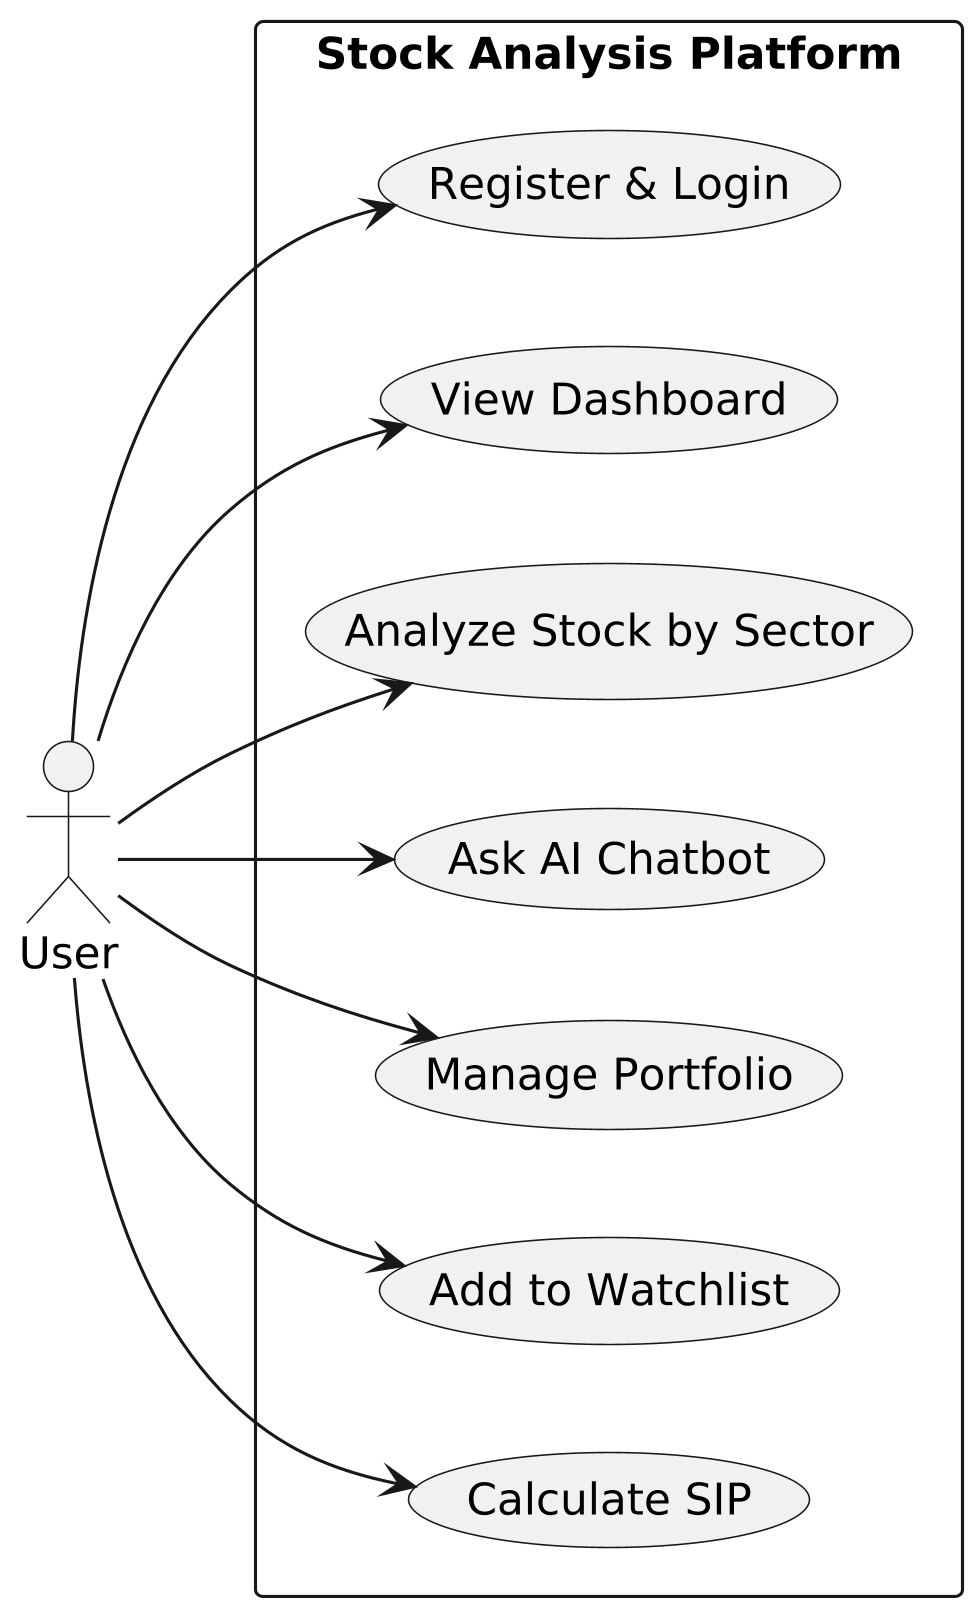 Stock Analysis Platform
Register & Login
View Dashboard
Analyze Stock by Sector
Ask AI Chatbot
User
Manage Portfolio
Add to Watchlist
Calculate SIP